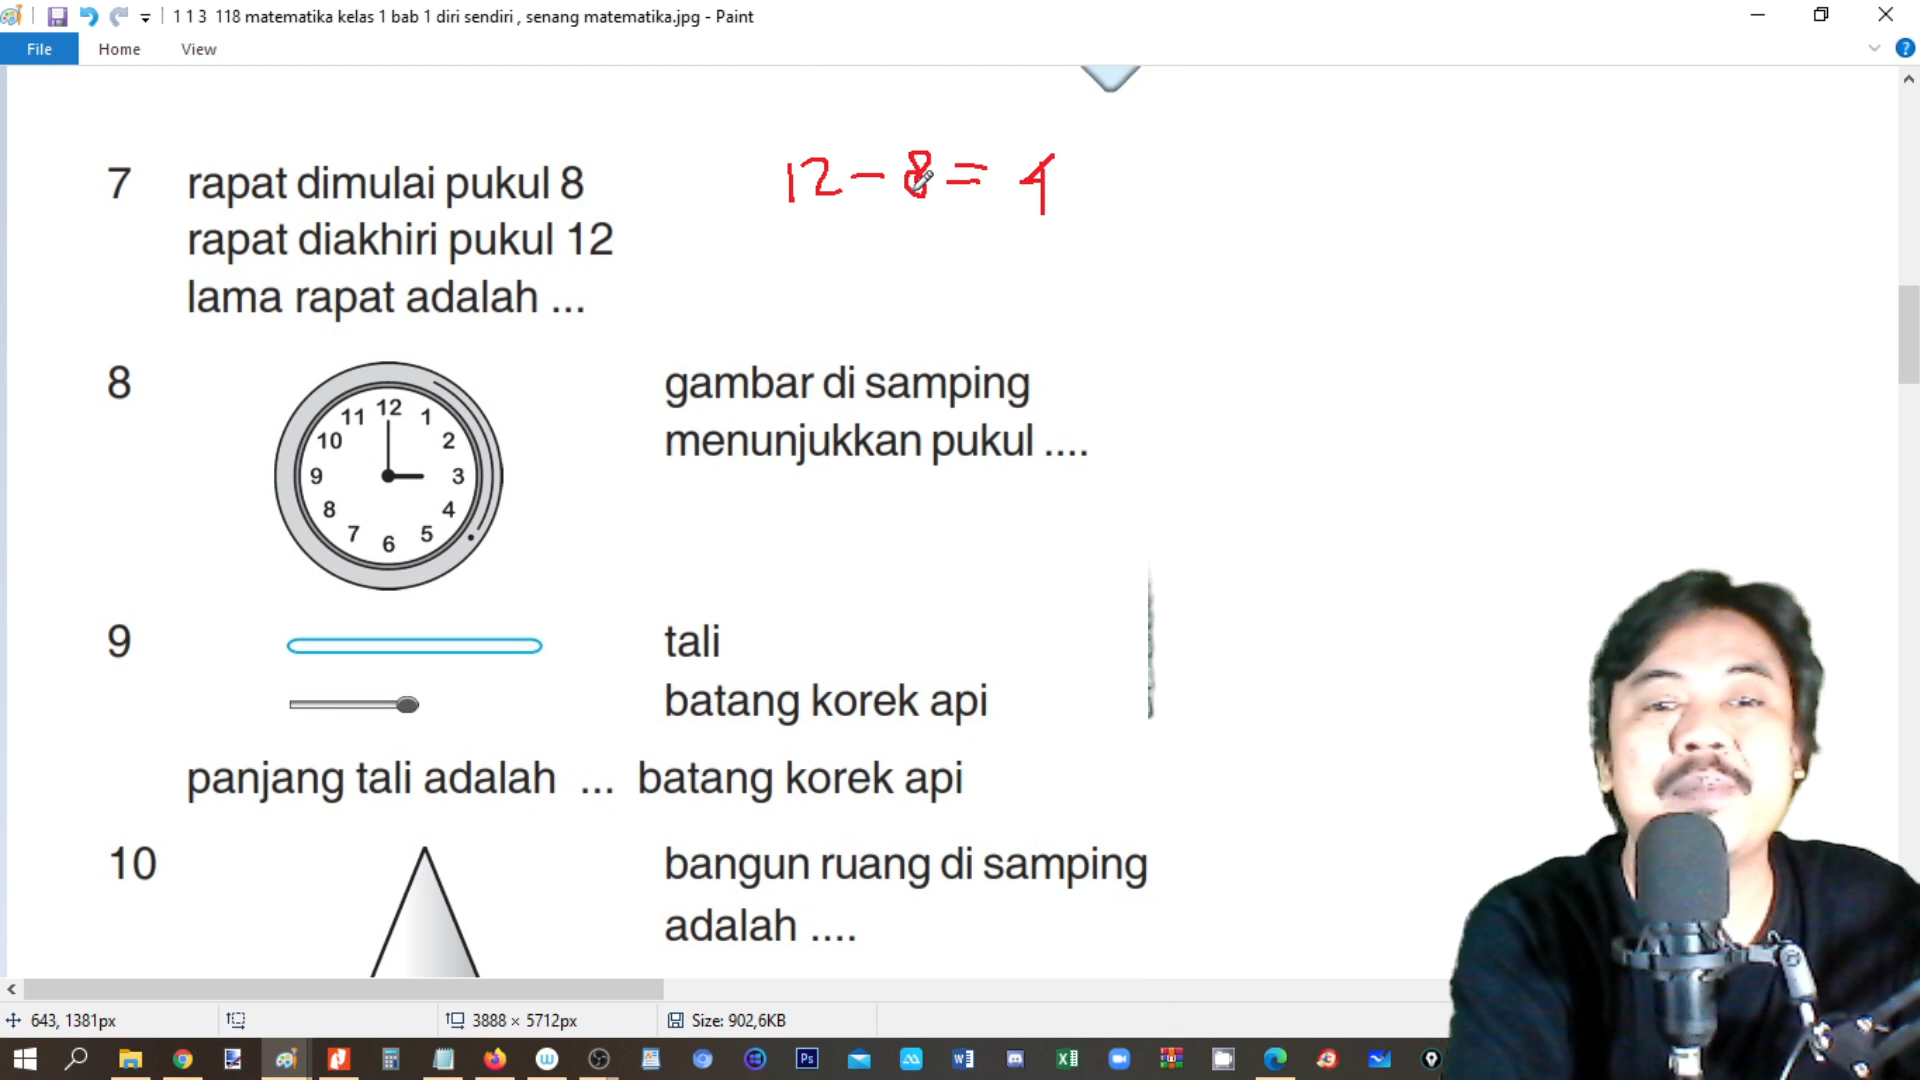 1 1 3 118 matematika kelas 1 bab 1 diri sendiri , senang matematika.jpg - Paint
File Home View
7 rapat dimulai pukul 8
12 - 8 = 4
rapat diakhiri pukul 12
lama rapat adalah ...
8 gambar di samping
menunjukkan pukul ....
12
11 1
10 2
9 3
8 4
7 5
6
9 tali
batang korek api
panjang tali adalah ... batang korek api
10 bangun ruang di samping
adalah ....
643, 1381px 3888 × 5712px Size: 902,6KB
Ps